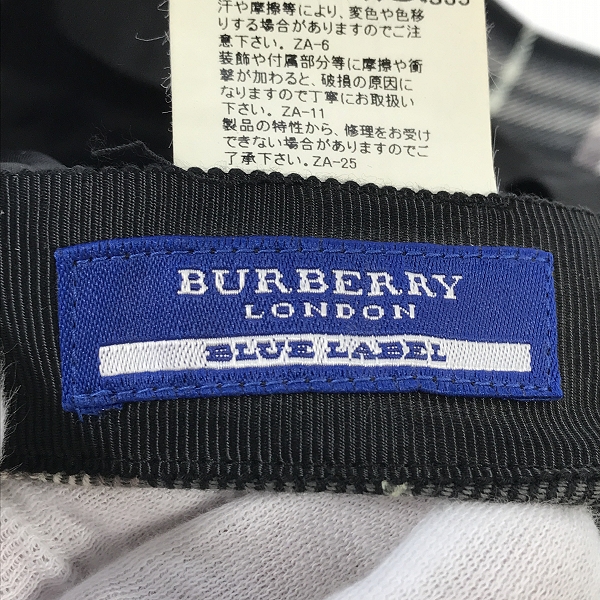 汗や摩擦等により、変色や色移
りする場合がありますのでご注
意下さい。ZA-6
装飾や付属部分等に摩擦や衝
撃が加わると、破損の原因に
なりますので丁寧にお取扱い
下さい。ZA-11
製品の特性から、修理をお受け
できない場合がありますのでご
了承下さい。ZA-25
BURBERRY
LONDON
BLUE LABEL